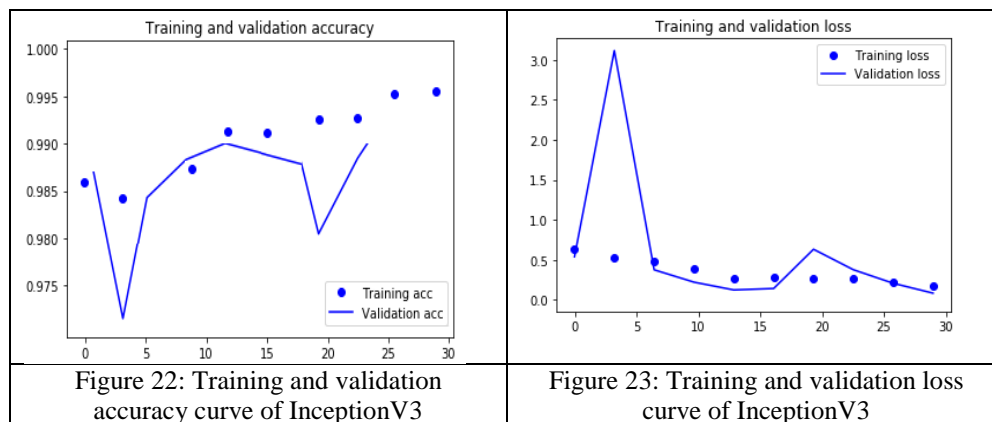 Training and validation accuracy
1.000
0.995
0.990
0.985
0.980
0.975
0
5
10
15
20
25
30
Training acc
Validation acc
Figure 22: Training and validation
accuracy curve of InceptionV3
Training and validation loss
3.0
2.5
2.0
1.5
1.0
0.5
0.0
0
5
10
15
20
25
30
Training loss
Validation loss
Figure 23: Training and validation loss
curve of InceptionV3